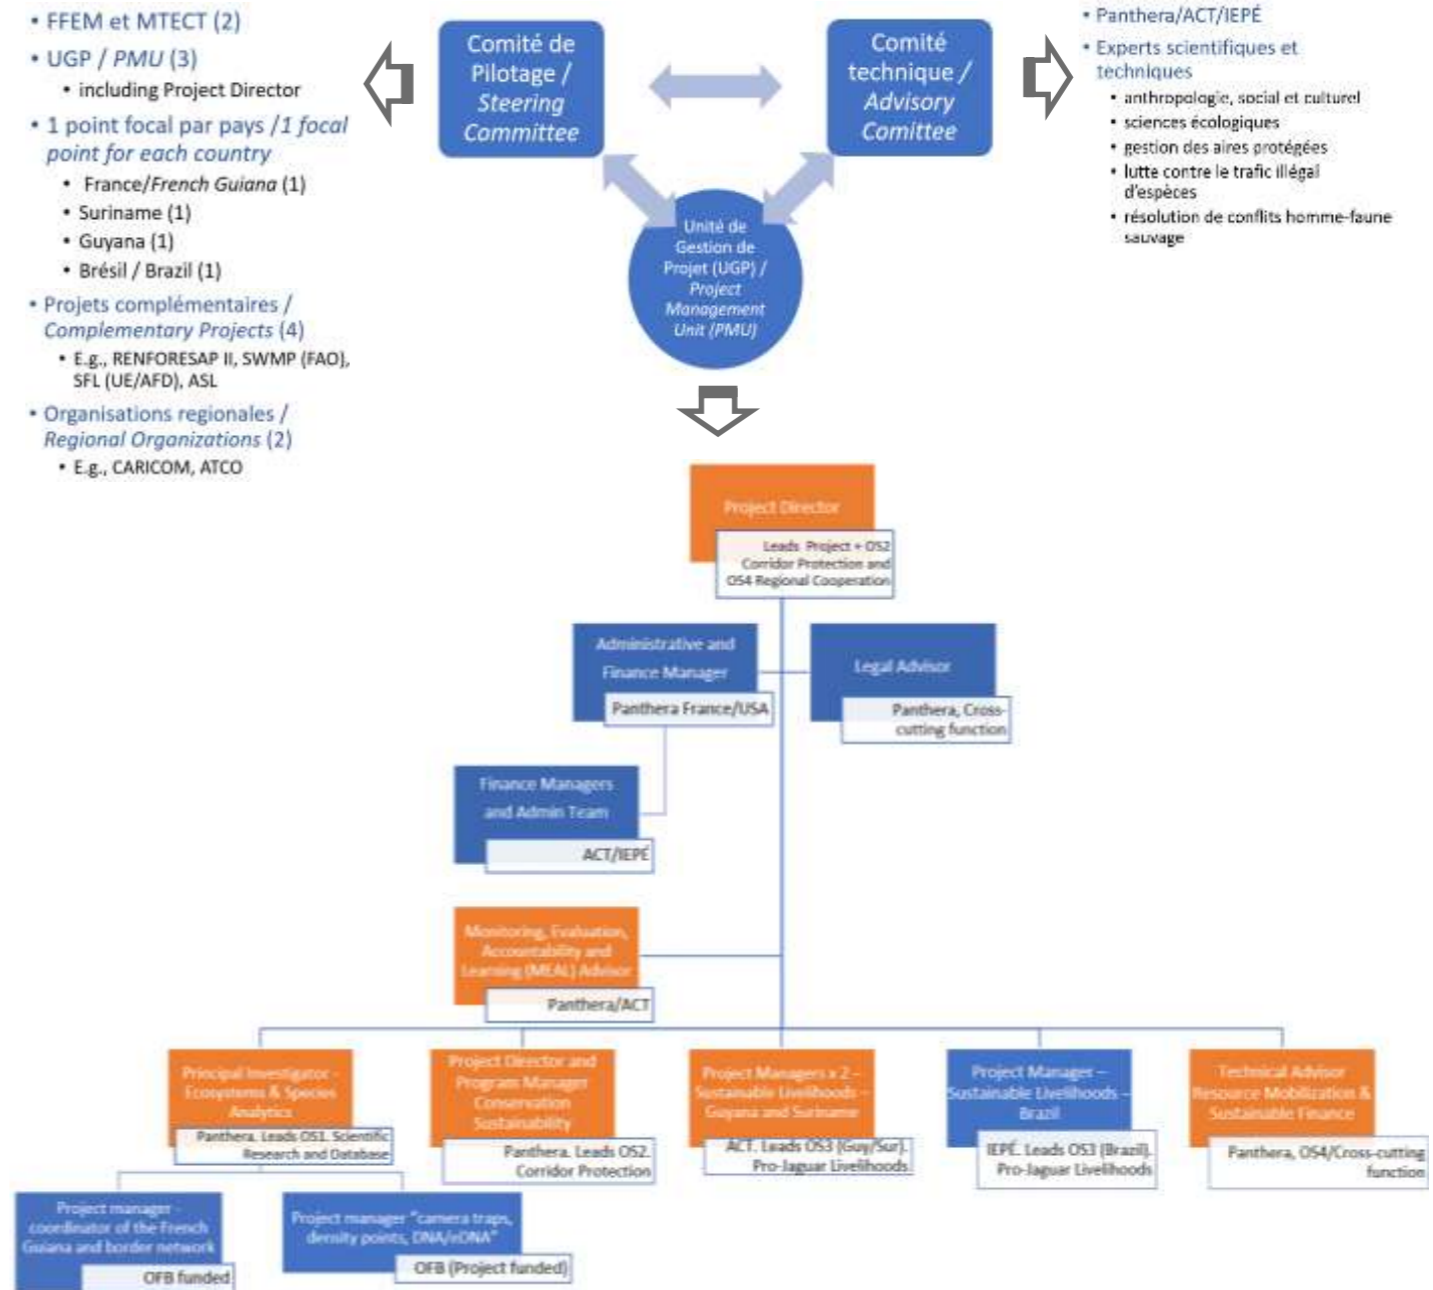 • FFEM et MTECT (2)
• UGP / PMU (3)
• including Project Director
• 1 point focal par pays /1 focal
point for each country
• France/French Guiana (1)
• Suriname (1)
• Guyana (1)
• Brésil / Brazil (1)
• Projets complémentaires /
Complementary Projects (4)
• E.g., RENFORESAP II, SWMP (FAO),
SFL (UE/AFD), ASL
• Organisations regionales /
Regional Organizations (2)
• E.g., CARICOM, ATCO
Comité de
Pilotage /
Steering
Committee
Comité
technique /
Advisory
Comittee
• Panthera/ACT/IEPÉ
• Experts scientifiques et
techniques
• anthropologie, social et culturel
• sciences écologiques
• gestion des aires protégées
• lutte contre le trafic illégal
d'espèces
• résolution de conflits homme-faune
sauvage
Unité de
Gestion de
Projet (UGP) /
Project
Management
Unit (PMU)
Project Director
Leads Project + OS2
Corridor Protection and
OS4 Regional Cooperation
Administrative and
Finance Manager
Panthera France/USA
Legal Advisor
Panthera, Cross-
cutting function
Finance Managers
and Admin Team
ACT/IEPÉ
Monitoring, Evaluation,
Accountability and
Learning (MEAL) Advisor
Panthera/ACT
Principal Investigator -
Ecosystems & Species
Analytics
Panthera. Leads OS1. Scientific
Research and Database
Project Director and
Program Manager
Conservation
Sustainability
Panthera. Leads OS2.
Corridor Protection
Project Managers x 2 –
Sustainable Livelihoods –
Guyana and Suriname
ACT. Leads OS3 (Guy/Sur).
Pro-Jaguar Livelihoods
Project Manager –
Sustainable Livelihoods –
Brazil
IEPÉ. Leads OS3 (Brazil).
Pro-Jaguar Livelihoods
Technical Advisor
Resource Mobilization &
Sustainable Finance
Panthera, OS4/Cross-cutting
function
Project manager -
coordinator of the French
Guiana and border network
OFB funded
Project manager "camera traps,
density points, DNA/eDNA"
OFB (Project funded)